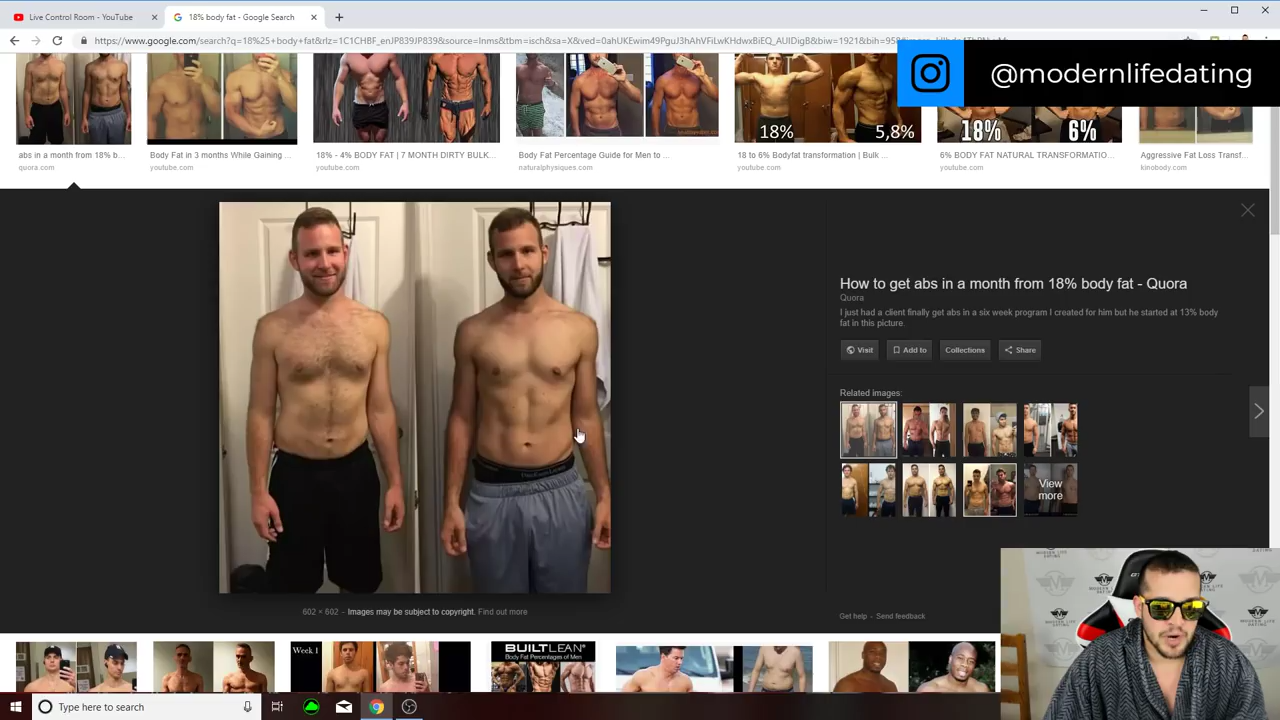 Live Control Room - YouTube
18% body fat - Google Search
@modernlifedating
18%
5,8%
18%
6%
abs in a month from 18% b...
Body Fat in 3 months While Gaining ...
18% - 4% BODY FAT | 7 MONTH DIRTY BULK...
Body Fat Percentage Guide for Men to ...
18 to 6% Bodyfat transformation | Bulk ...
6% BODY FAT NATURAL TRANSFORMATIO...
Aggressive Fat Loss Transf...
quora.com
youtube.com
youtube.com
naturalphysiques.com
youtube.com
youtube.com
kinobody.com
How to get abs in a month from 18% body fat - Quora
Quora
I just had a client finally get abs in a six week program I created for him but he started at 13% body
fat in this picture.
Visit
Add to
Collections
Share
Related images:
View
more
602 × 602 - Images may be subject to copyright. Find out more
Get help - Send feedback
Week 1
BUILTLEAN®
Body Fat Percentages of Men
MODERN LIFE
DATING
Type here to search